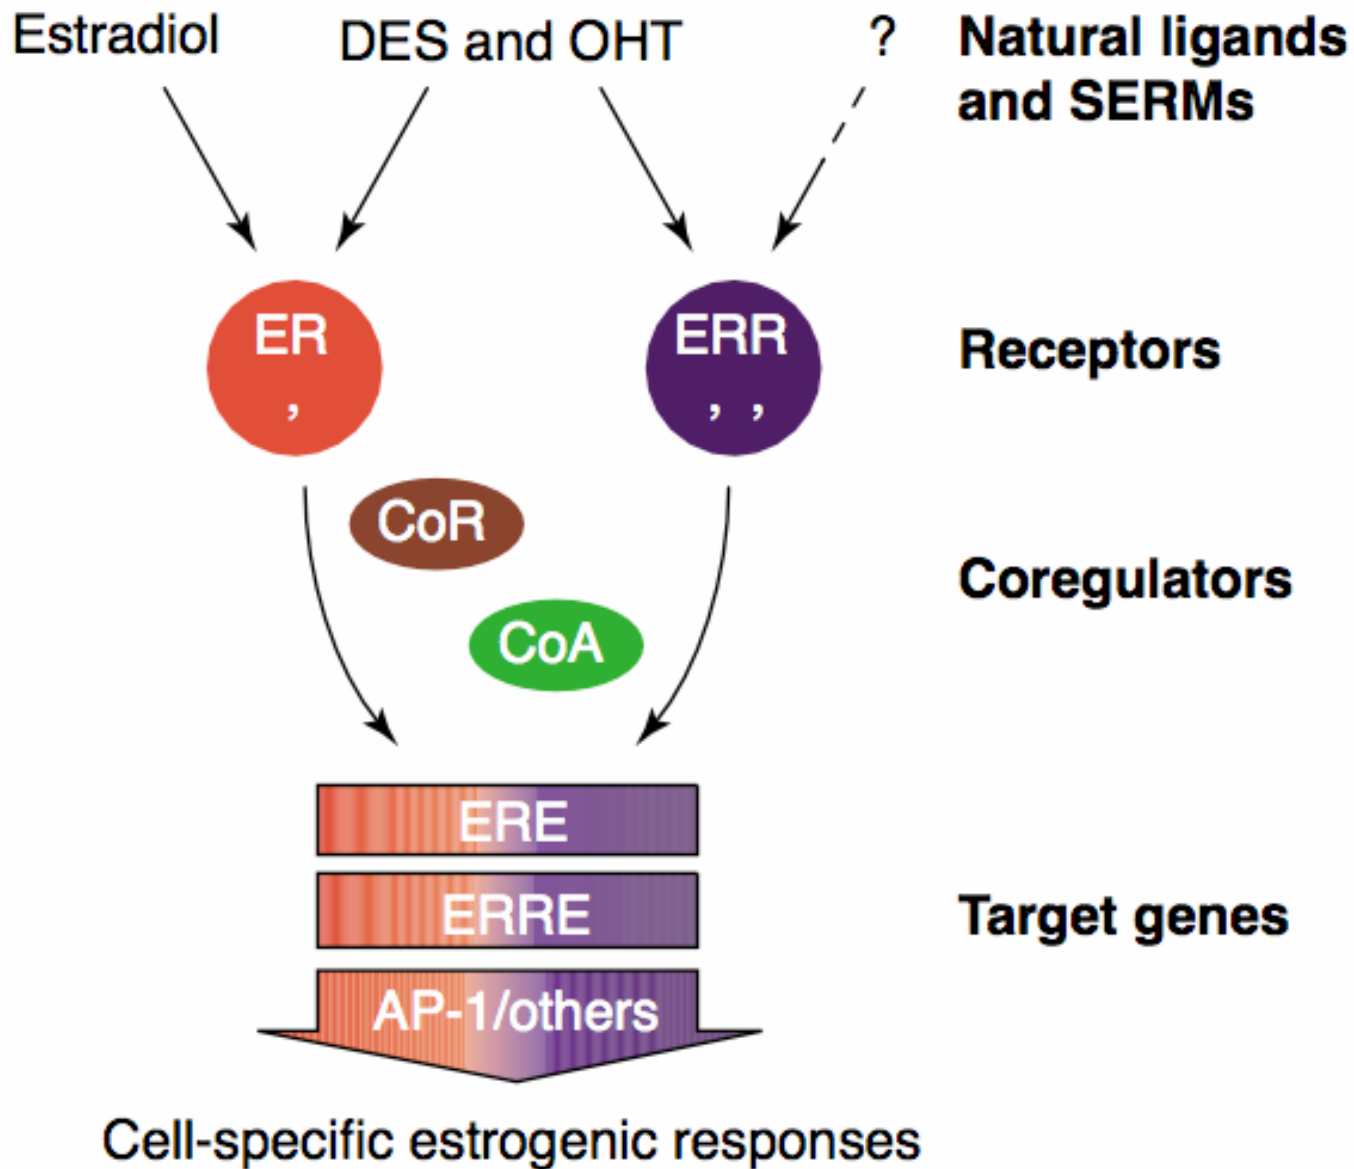 Estradiol
DES and OHT
?
Natural ligands
and SERMs
ER
,
ERR
, ,
Receptors
CoR
CoA
Coregulators
ERE
ERRE
AP-1/others
Target genes
Cell-specific estrogenic responses